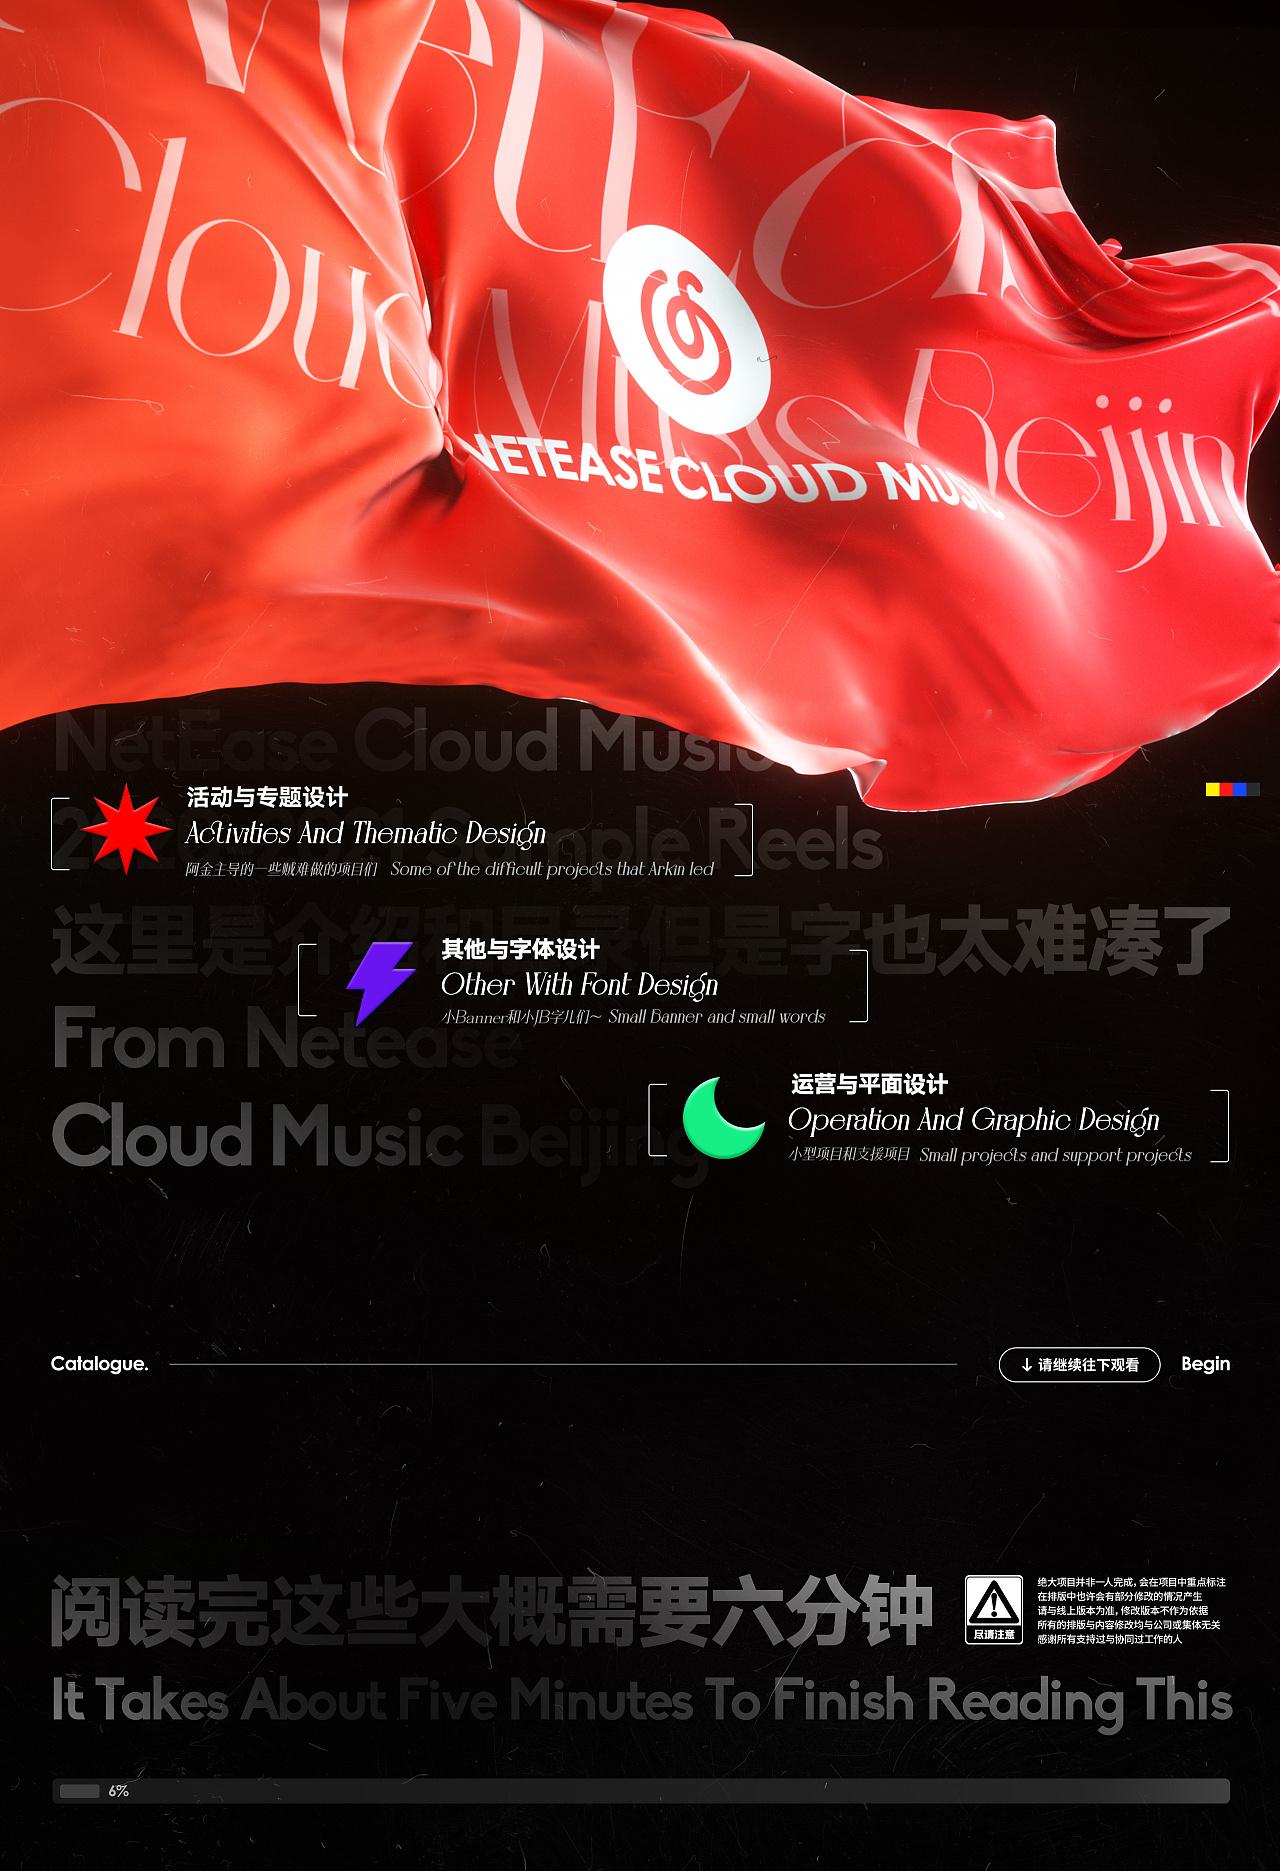 Cloud Music Beijin
NETEASE CLOUD MUSIC
NetEase Cloud Music
活动与专题设计
Activities And Thematic Design
阿金主导的一些贼难做的项目们 Some of the difficult projects that Arkin led
Reels
这里是介绍和目录但是字也太难凑了
其他与字体设计
Other With Font Design
小Banner和小JB字儿们~ Small Banner and small words
From Netease
运营与平面设计
Operation And Graphic Design
小型项目和支援项目 Small projects and support projects
Cloud Music Beijing
Catalogue.
↓ 请继续往下观看
Begin
阅读完这些大概需要六分钟
尽请注意
绝大项目并非一人完成, 会在项目中重点标注
在排版中也许会有部分修改的情况产生
请与线上版本为准, 修改版本不作为依据
所有的排版与内容修改均与公司或集体无关
感谢所有支持过与协同过工作的人
It Takes About Five Minutes To Finish Reading This
6%